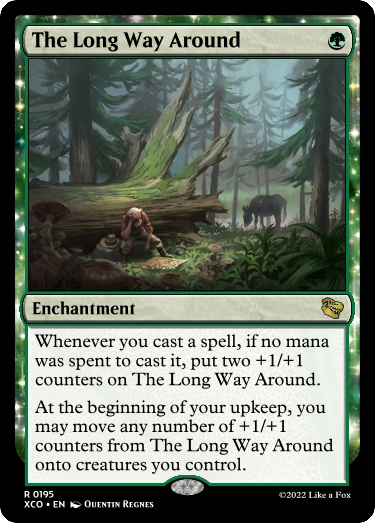 The Long Way Around
Enchantment
Whenever you cast a spell, if no mana
was spent to cast it, put two +1/+1
counters on The Long Way Around.
At the beginning of your upkeep, you
may move any number of +1/+1
counters from The Long Way Around
onto creatures you control.
R 0195
XCO • EN QUENTIN REGNES
©2022 Like a Fox